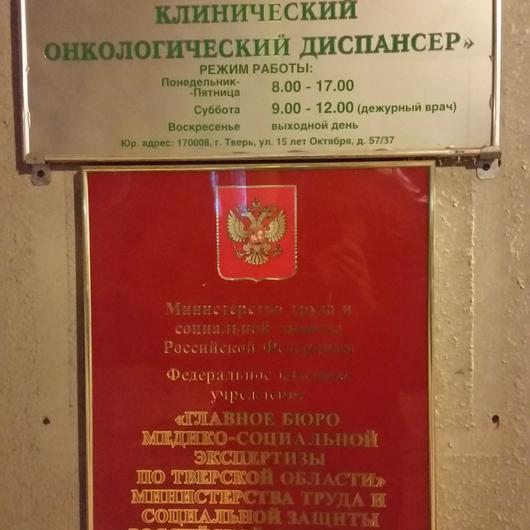 КЛИНИЧЕСКИЙ
ОНКОЛОГИЧЕСКИЙ ДИСПАНСЕР»
РЕЖИМ РАБОТЫ:
Понедельник-
-Пятница 8.00 - 17.00
Суббота 9.00 - 12.00 (дежурный врач)
Воскресенье выходной день
Юр. адрес: 170008, г. Тверь, ул. 15 лет Октября, д. 57/37
Министерство труда и
социальной защиты
Российской Федерации
Федеральное казенное
учреждение
«ГЛАВНОЕ БЮРО
МЕДИКО-СОЦИАЛЬНОЙ
ЭКСПЕРТИЗЫ
ПО ТВЕРСКОЙ ОБЛАСТИ»
МИНИСТЕРСТВА ТРУДА И
СОЦИАЛЬНОЙ ЗАЩИТЫ